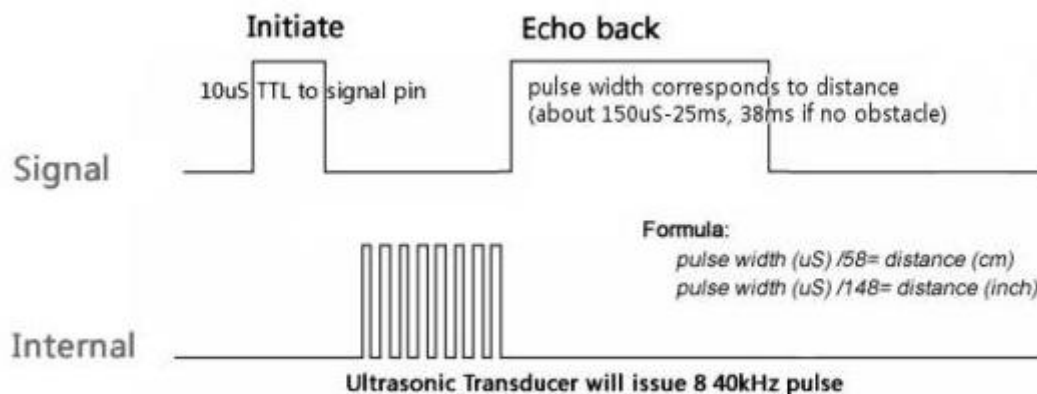 Initiate
Echo back
10uS TTL to signal pin
pulse width corresponds to distance
(about 150uS-25ms, 38ms if no obstacle)
Signal
Formula:
pulse width (uS) /58= distance (cm)
pulse width (uS) /148= distance (inch)
Internal
Ultrasonic Transducer will issue 8 40kHz pulse